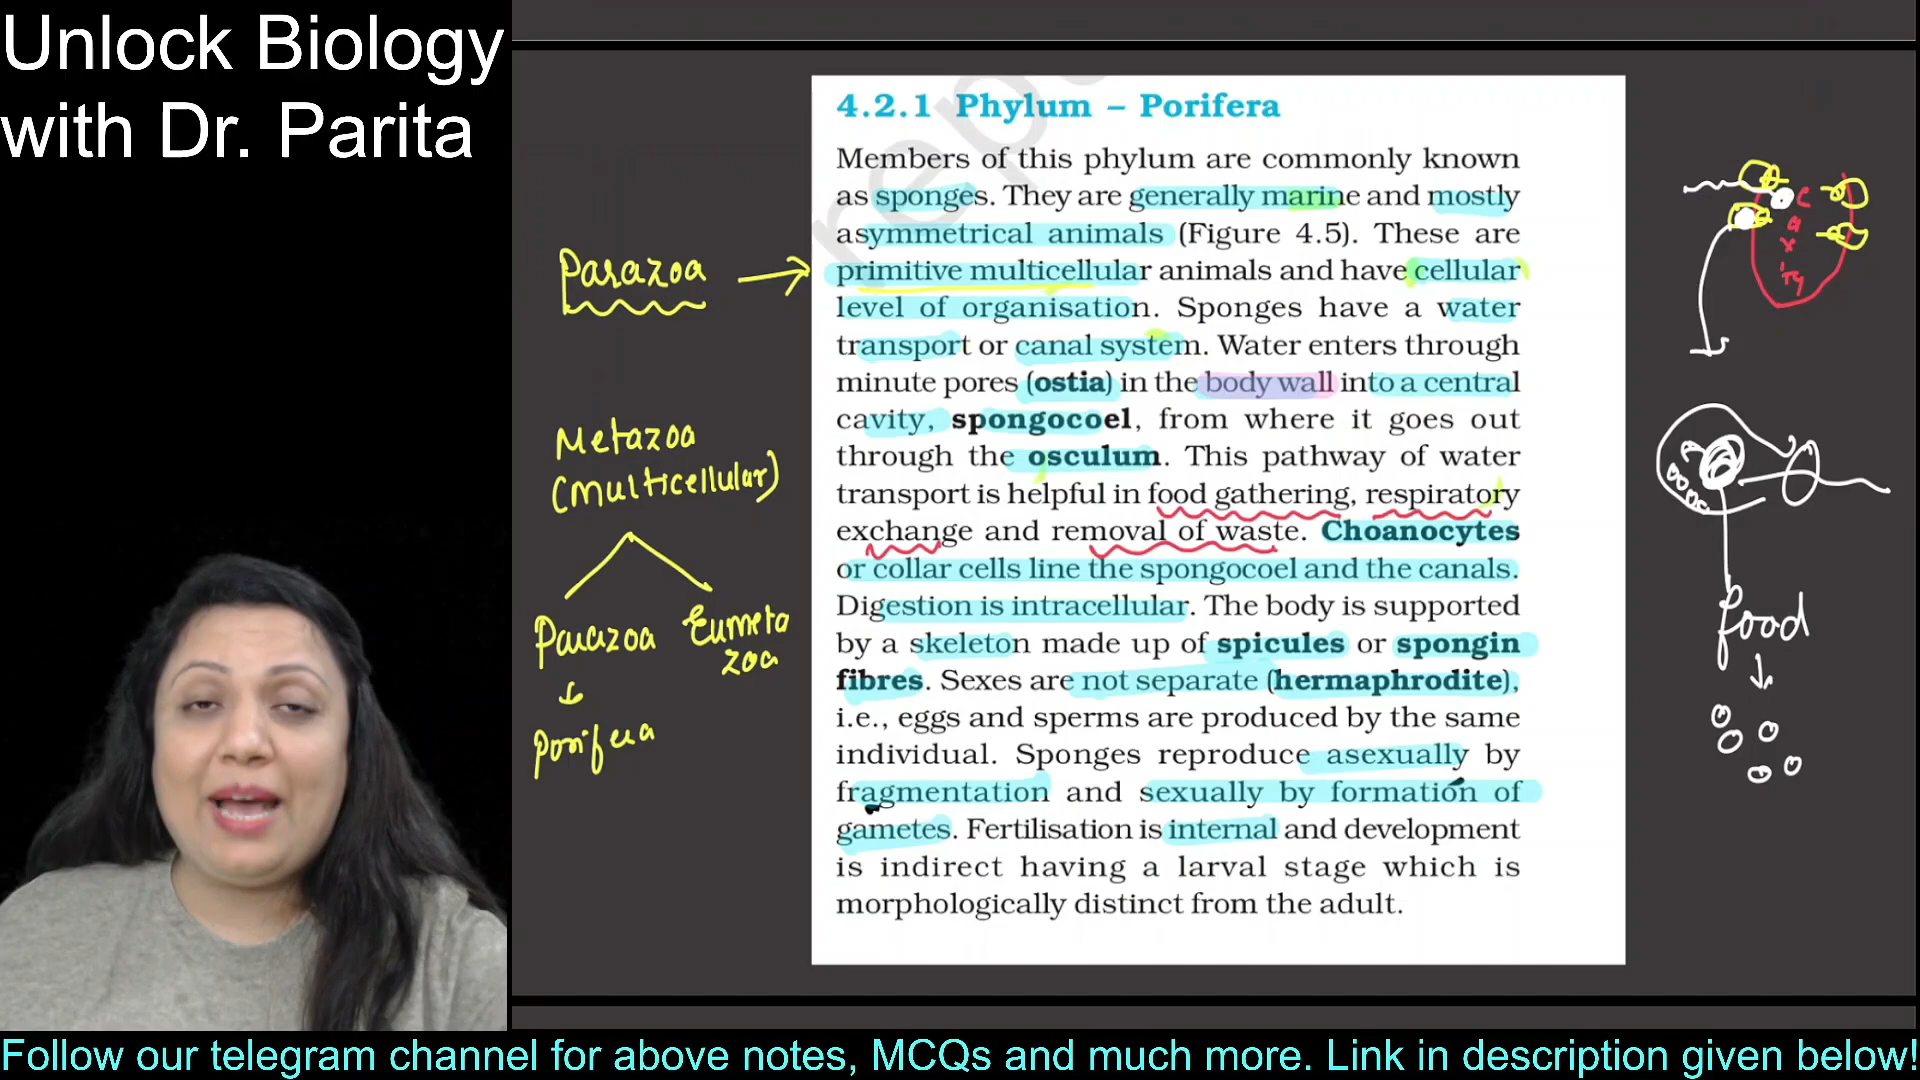 Unlock Biology
with Dr. Parita
4.2.1 Phylum – Porifera
Members of this phylum are commonly known
as sponges. They are generally marine and mostly
asymmetrical animals (Figure 4.5). These are
primitive multicellular animals and have cellular
level of organisation. Sponges have a water
transport or canal system. Water enters through
minute pores (ostia) in the body wall into a central
cavity, spongocoel, from where it goes out
through the osculum. This pathway of water
transport is helpful in food gathering, respiratory
exchange and removal of waste. Choanocytes
or collar cells line the spongocoel and the canals.
Digestion is intracellular. The body is supported
by a skeleton made up of spicules or spongin
fibres. Sexes are not separate (hermaphrodite),
i.e., eggs and sperms are produced by the same
individual. Sponges reproduce asexually by
fragmentation and sexually by formation of
gametes. Fertilisation is internal and development
is indirect having a larval stage which is
morphologically distinct from the adult.
Parazoa
Metazoa
(multicellular)
Parazoa
Eumeta
zoa
Porifera
food
Follow our telegram channel for above notes, MCQs and much more. Link in description given below!